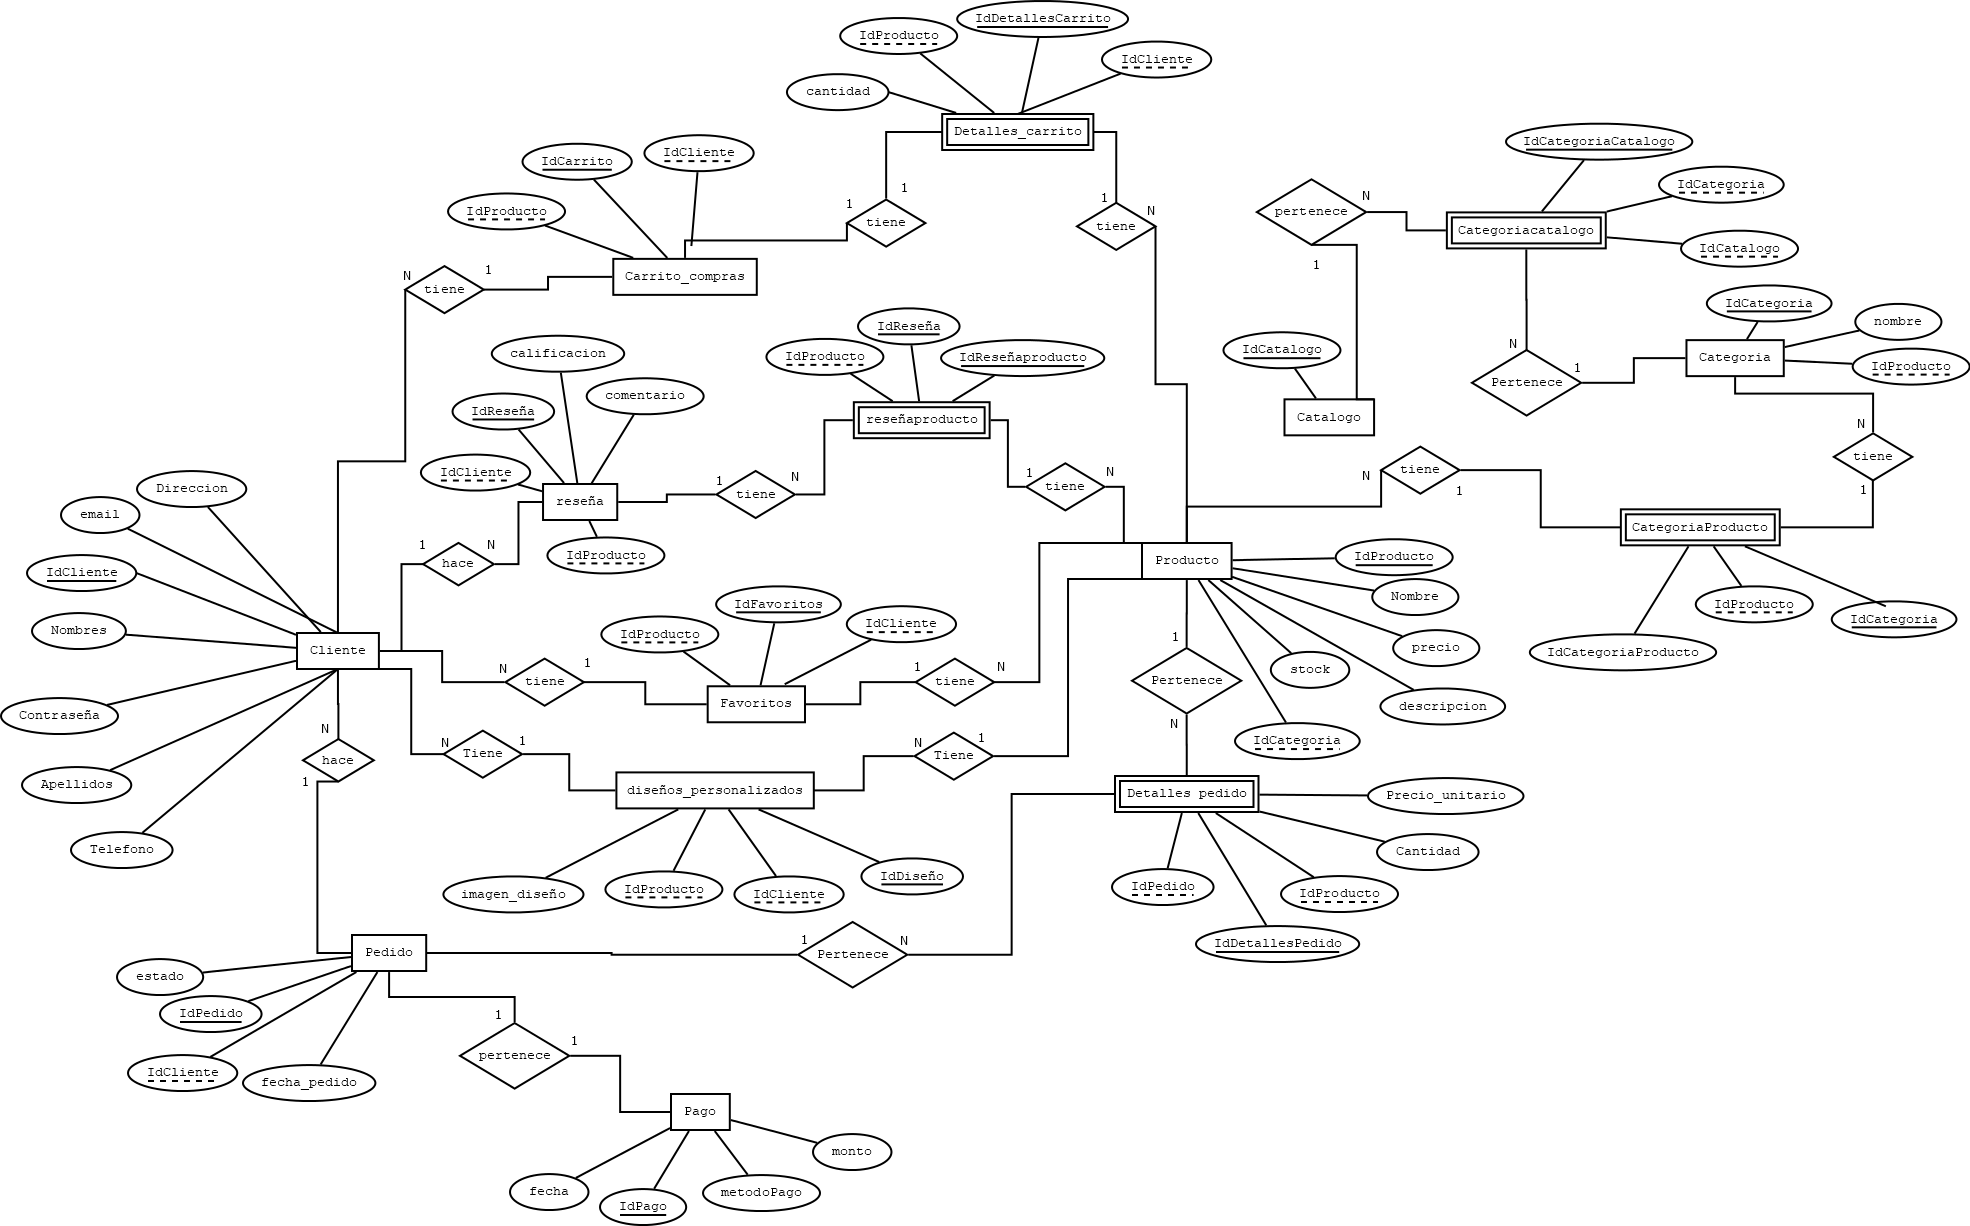 IdDetallesCarrito
IdProducto
IdCliente
cantidad
Detalles_carrito
IdCategoriaCatalogo
IdCarrito
IdCliente
IdCategoria
IdProducto
1
1
1
N
N
pertenece
tiene
tiene
Categoriacatalogo
IdCatalogo
Carrito_compras
N
tiene
1
1
IdCategoria
nombre
IdReseña
N
calificacion
IdProducto
IdReseñaproducto
IdCatalogo
Categoria
IdProducto
1
Pertenece
comentario
IdReseña
reseñaproducto
Catalogo
N
tiene
IdCliente
1
N
1
N
N
tiene
1
1
Direccion
reseña
tiene
tiene
email
CategoriaProducto
1
N
IdProducto
hace
Producto
IdProducto
IdCliente
Nombre
IdFavoritos
IdProducto
IdCliente
IdProducto
IdCategoria
Nombres
Cliente
1
precio
IdCategoriaProducto
N
1
1
N
tiene
tiene
Pertenece
stock
Favoritos
descripcion
Contraseña
N
N
N
1
N
1
IdCategoria
hace
Tiene
Tiene
1
Apellidos
diseños_personalizados
Detalles pedido
Precio_unitario
Telefono
Cantidad
imagen_diseño
IdProducto
IdCliente
IdDiseño
IdPedido
IdProducto
1
N
IdDetallesPedido
Pedido
Pertenece
estado
IdPedido
1
1
pertenece
IdCliente
fecha_pedido
Pago
monto
fecha
IdPago
metodoPago